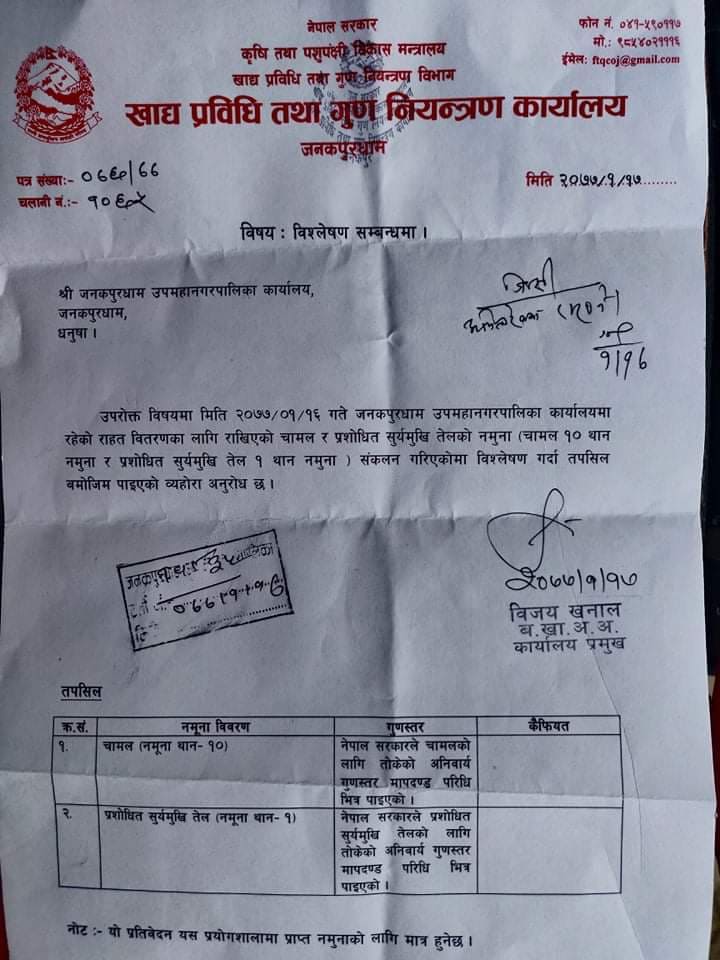 नेपाल सरकार
कृषि तथा पशुपंक्षी विकास मन्त्रालय
खाद्य प्रविधि तथा गुण नियन्त्रण विभाग
खाद्य प्रविधि तथा गुण नियन्त्रण कार्यालय
जनकपुरधाम
फोन नं. ०४१-५९०११७
मो.: ९८५४०२१११६
ईमेल: ftqcoj@gmail.com
पत्र संख्या:-
चलानी नं.:-
मिति २०७७/१/१७.........
विषय : विश्लेषण सम्बन्धमा ।
श्री जनकपुरधाम उपमहानगरपालिका कार्यालय,
जनकपुरधाम,
धनुषा ।
जिन्सी
१/१६
उपरोक्त विषयमा मिति २०७७/०१/१६ गते जनकपुरधाम उपमहानगरपालिका कार्यालयमा
रहेको राहत वितरणका लागि राखिएको चामल र प्रशोधित सुर्यमुखि तेलको नमुना (चामल १० थान
नमुना र प्रशोधित सुर्यमुखि तेल १ थान नमुना ) संकलन गरिएकोमा विश्लेषण गर्दा तपसिल
बमोजिम पाइएको व्यहोरा अनुरोध छ ।
२०७७/१/१७
विजय खनाल
ब.खा.अ.अ.
कार्यालय प्रमुख
तपसिल
क्र.सं. नमूना विवरण गुणस्तर कैफियत
१. चामल (नमूना थान- १०) नेपाल सरकारले चामलको
लागि तोकेको अनिवार्य
गुणस्तर मापदण्ड परिधि
भित्र पाइएको ।
२. प्रशोधित सुर्यमुखि तेल (नमूना थान- १) नेपाल सरकारले प्रशोधित
सुर्यमुखि तेलको लागि
तोकेको अनिवार्य गुणस्तर
मापदण्ड परिधि भित्र
पाइएको ।
नोट :- यो प्रतिवेदन यस प्रयोगशालामा प्राप्त नमुनाको लागि मात्र हुनेछ ।